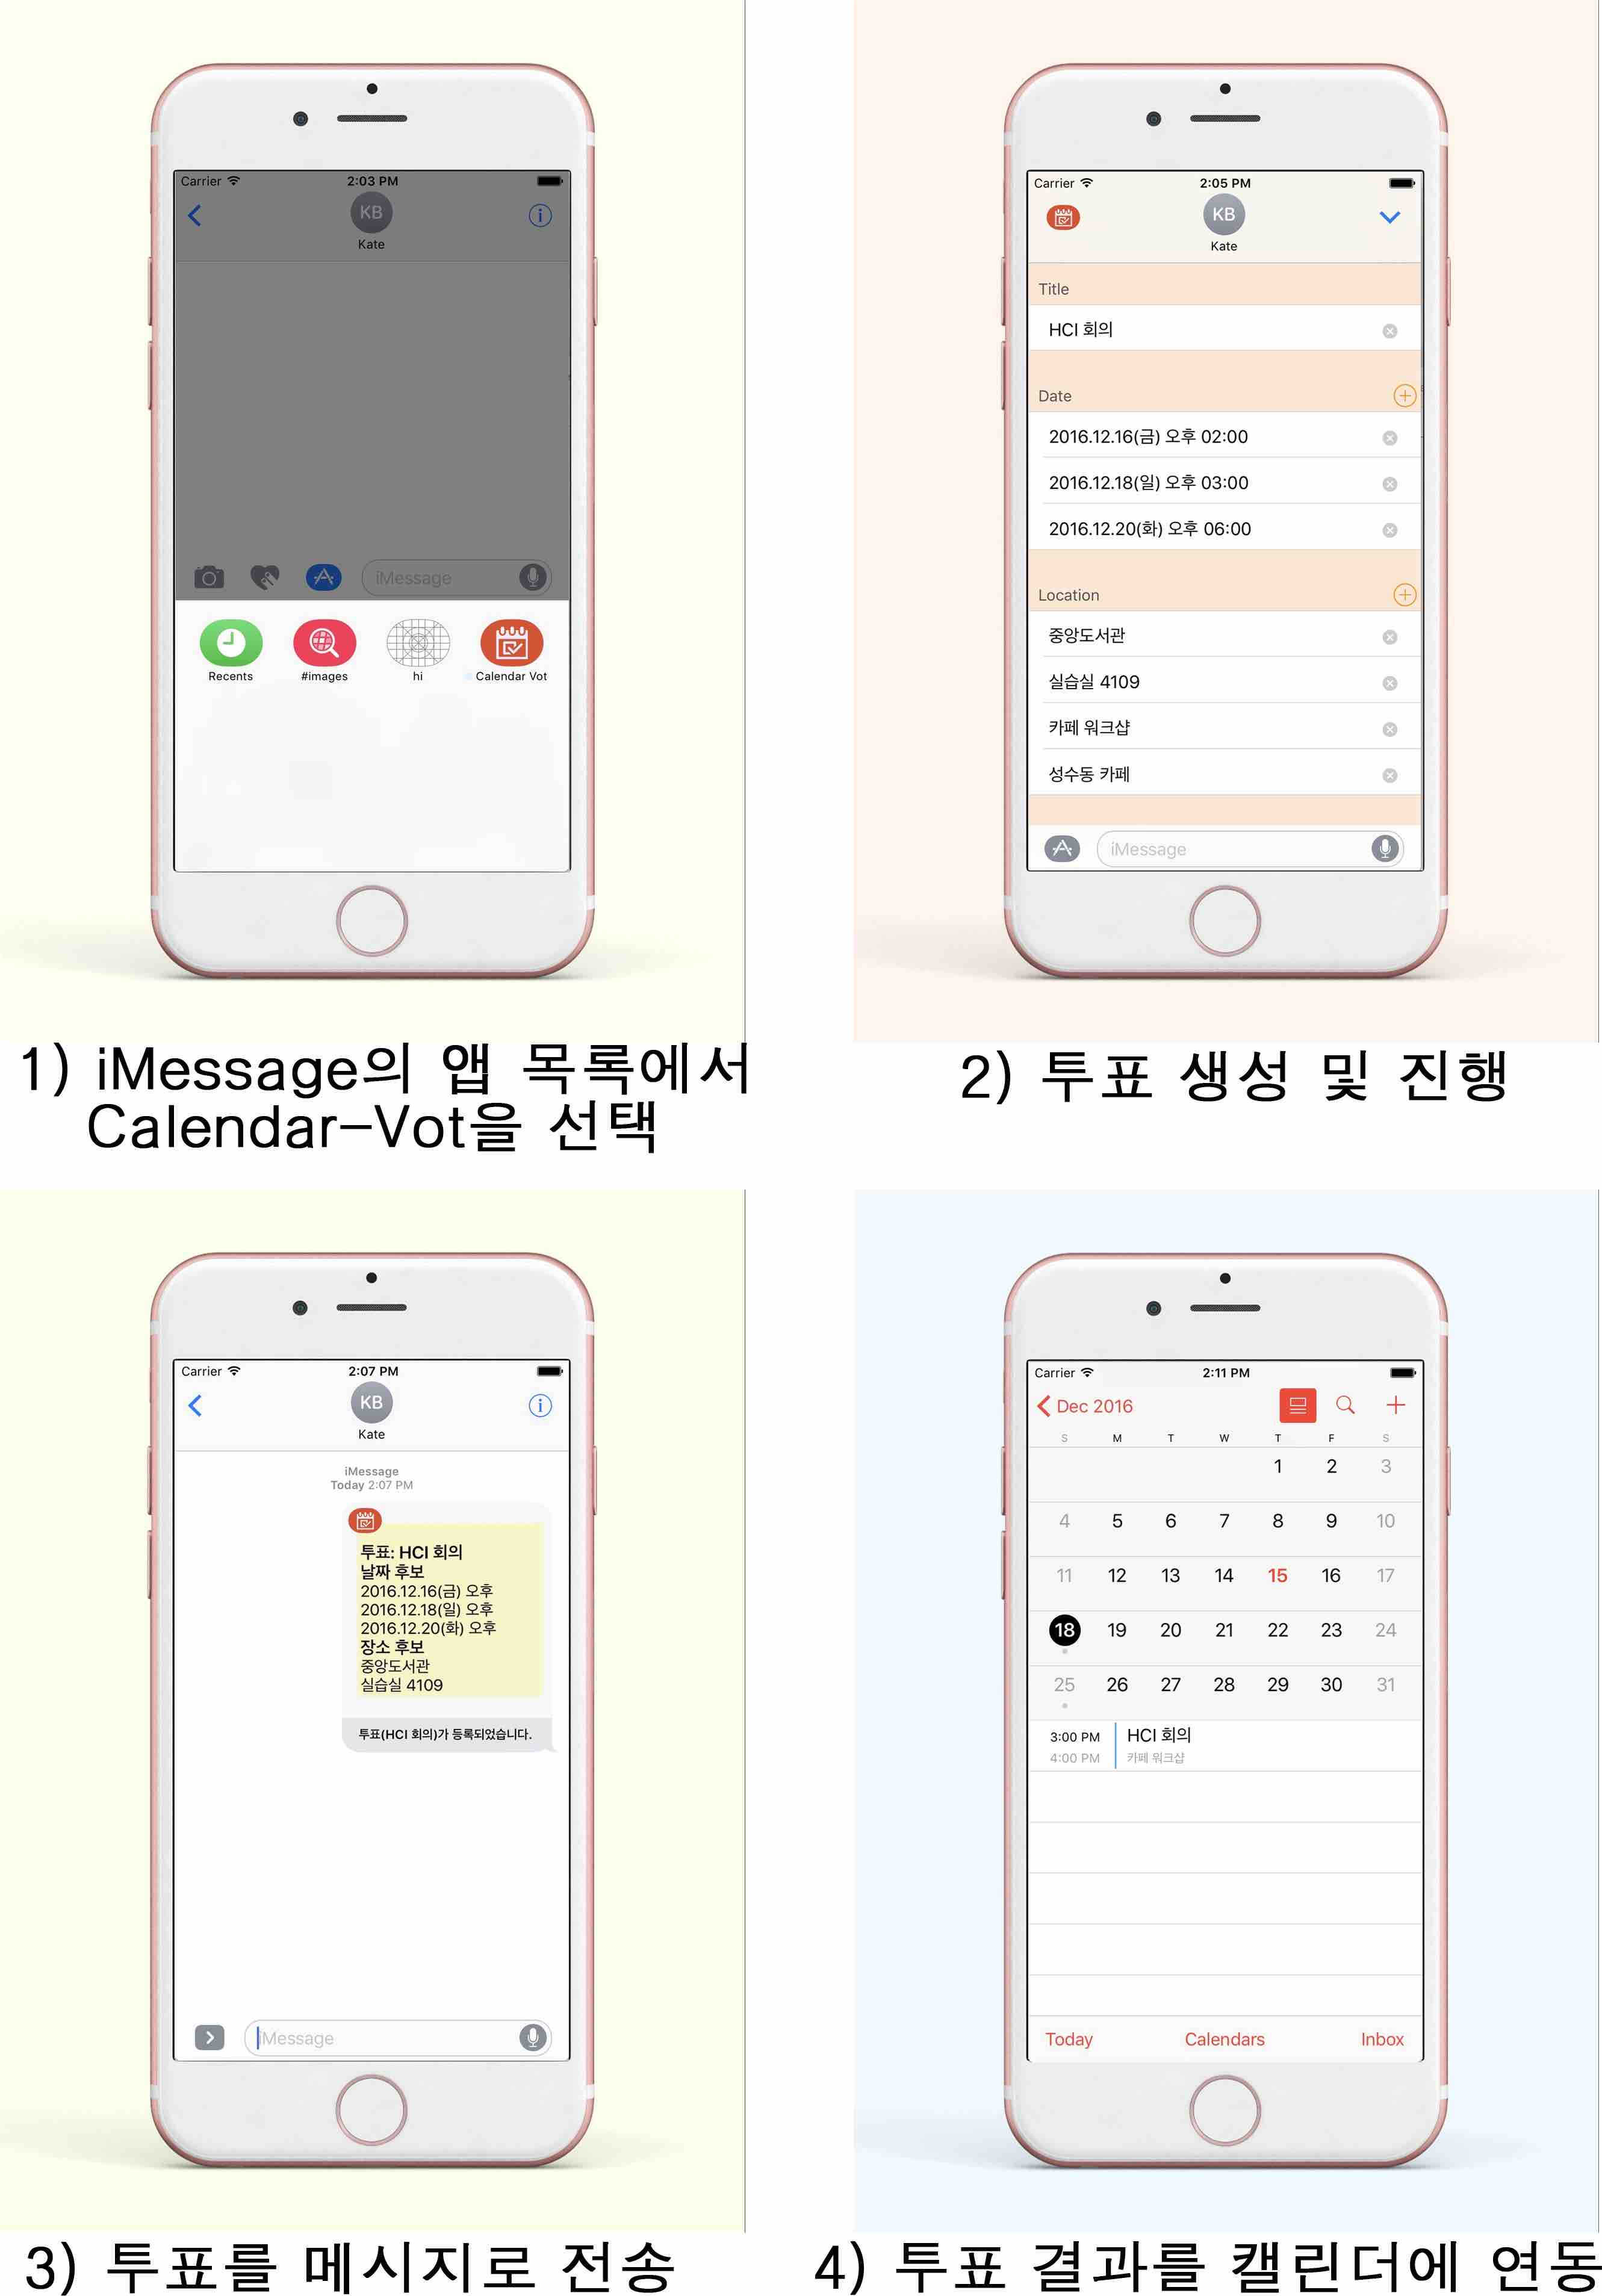 Carrier 2:03 PM
KB
Kate
iMessage
Recents #images hi Calendar Vot
1) iMessage의 앱 목록에서
Calendar-Vot을 선택
Carrier 2:05 PM
KB
Kate
Title
HCI 회의
Date
2016.12.16(금) 오후 02:00
2016.12.18(일) 오후 03:00
2016.12.20(화) 오후 06:00
Location
중앙도서관
실습실 4109
카페 워크샵
성수동 카페
iMessage
2) 투표 생성 및 진행
Carrier 2:07 PM
KB
Kate
iMessage
Today 2:07 PM
투표: HCI 회의
날짜 후보
2016.12.16(금) 오후
2016.12.18(일) 오후
2016.12.20(화) 오후
장소 후보
중앙도서관
실습실 4109
투표(HCI 회의)가 등록되었습니다.
iMessage
3) 투표를 메시지로 전송
Carrier 2:11 PM
Dec 2016
S M T W T F S
1 2 3
4 5 6 7 8 9 10
11 12 13 14 15 16 17
18 19 20 21 22 23 24
25 26 27 28 29 30 31
3:00 PM HCI 회의
4:00 PM 카페 워크샵
Today Calendars Inbox
4) 투표 결과를 캘린더에 연동